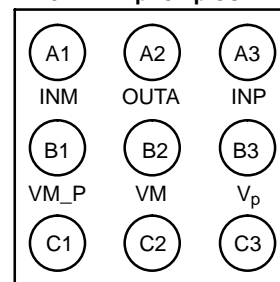 A1 A2 A3
INM OUTA INP
B1 B2 B3
VM_P VM Vp
C1 C2 C3